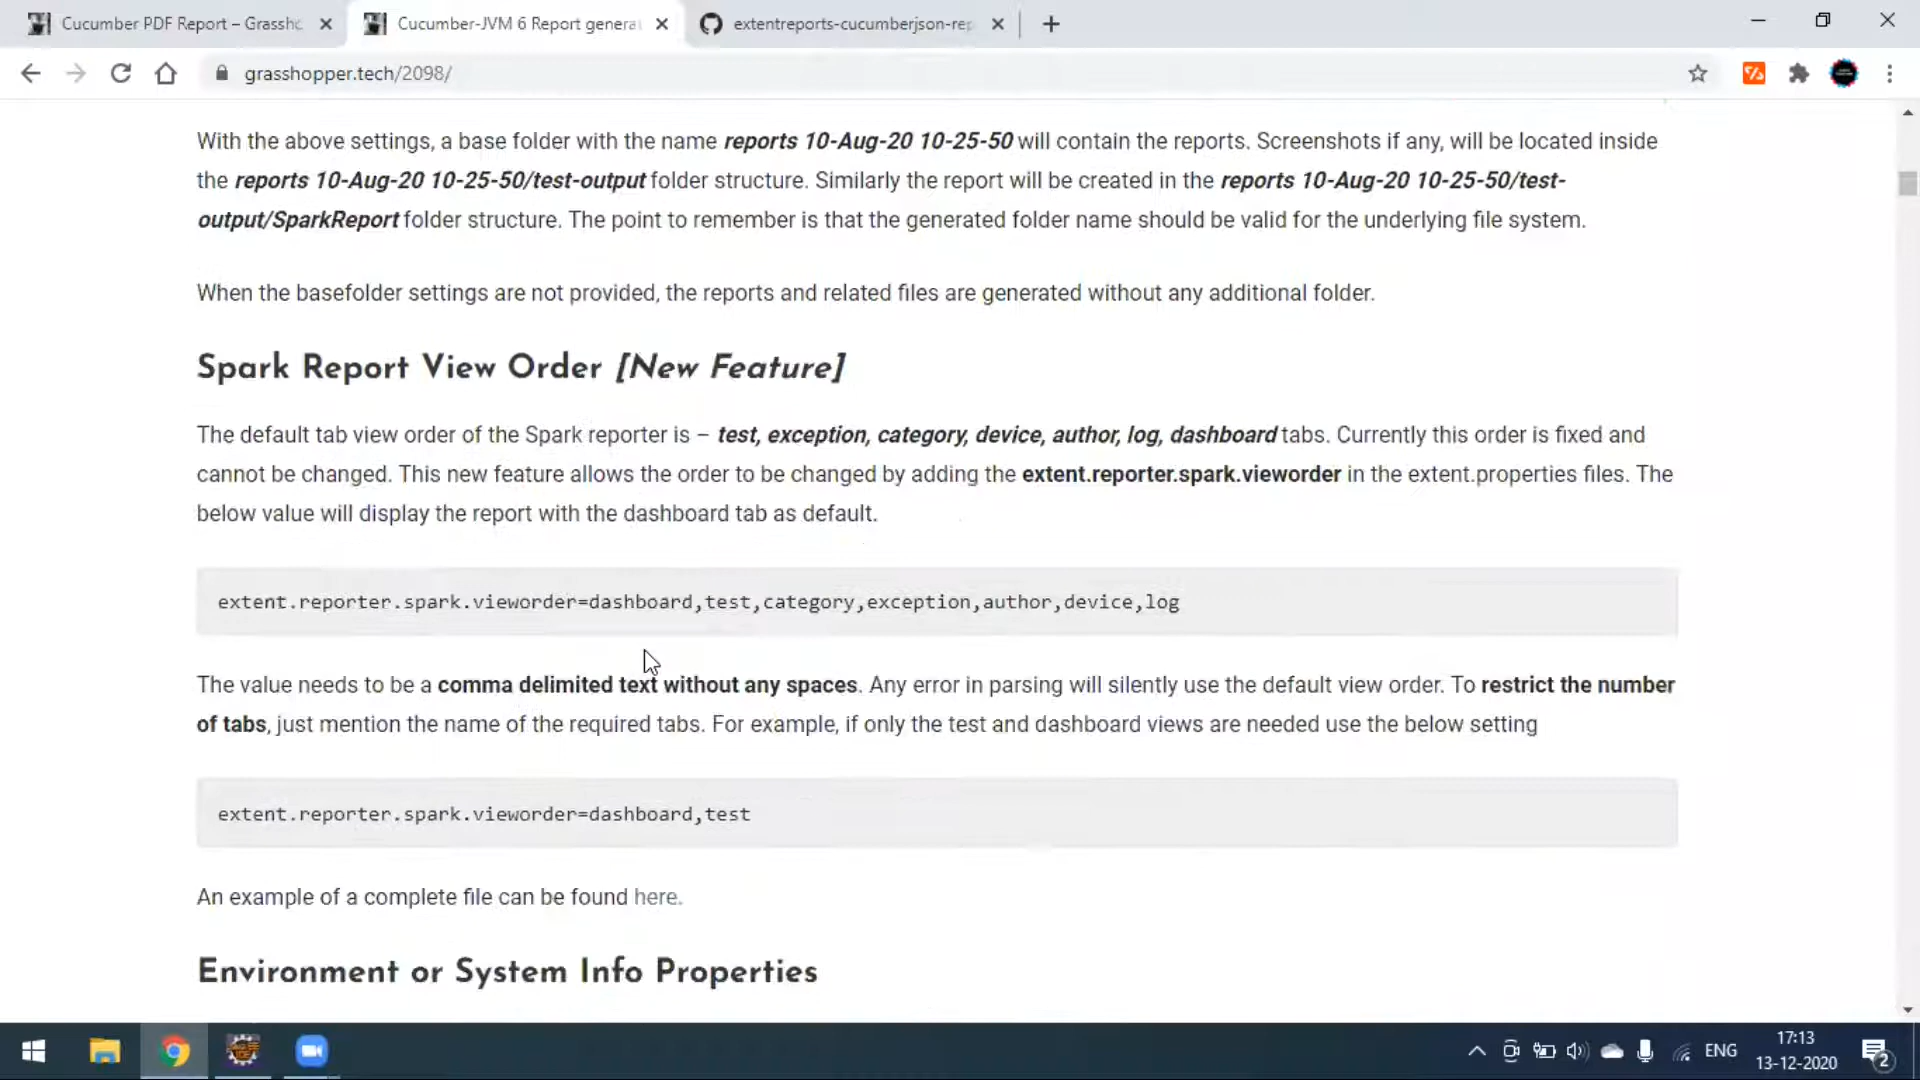 Cucumber PDF Report – Grassho
Cucumber-JVM 6 Report genera
extentreports-cucumberjson-rep
grasshopper.tech/2098/
With the above settings, a base folder with the name reports 10-Aug-20 10-25-50 will contain the reports. Screenshots if any, will be located inside
the reports 10-Aug-20 10-25-50/test-output folder structure. Similarly the report will be created in the reports 10-Aug-20 10-25-50/test-
output/SparkReport folder structure. The point to remember is that the generated folder name should be valid for the underlying file system.
When the basefolder settings are not provided, the reports and related files are generated without any additional folder.
Spark Report View Order [New Feature]
The default tab view order of the Spark reporter is – test, exception, category, device, author, log, dashboard tabs. Currently this order is fixed and
cannot be changed. This new feature allows the order to be changed by adding the extent.reporter.spark.vieworder in the extent.properties files. The
below value will display the report with the dashboard tab as default.
extent.reporter.spark.vieworder=dashboard,test,category,exception,author,device,log
The value needs to be a comma delimited text without any spaces. Any error in parsing will silently use the default view order. To restrict the number
of tabs, just mention the name of the required tabs. For example, if only the test and dashboard views are needed use the below setting
extent.reporter.spark.vieworder=dashboard,test
An example of a complete file can be found here.
Environment or System Info Properties
ENG
17:13
13-12-2020
2